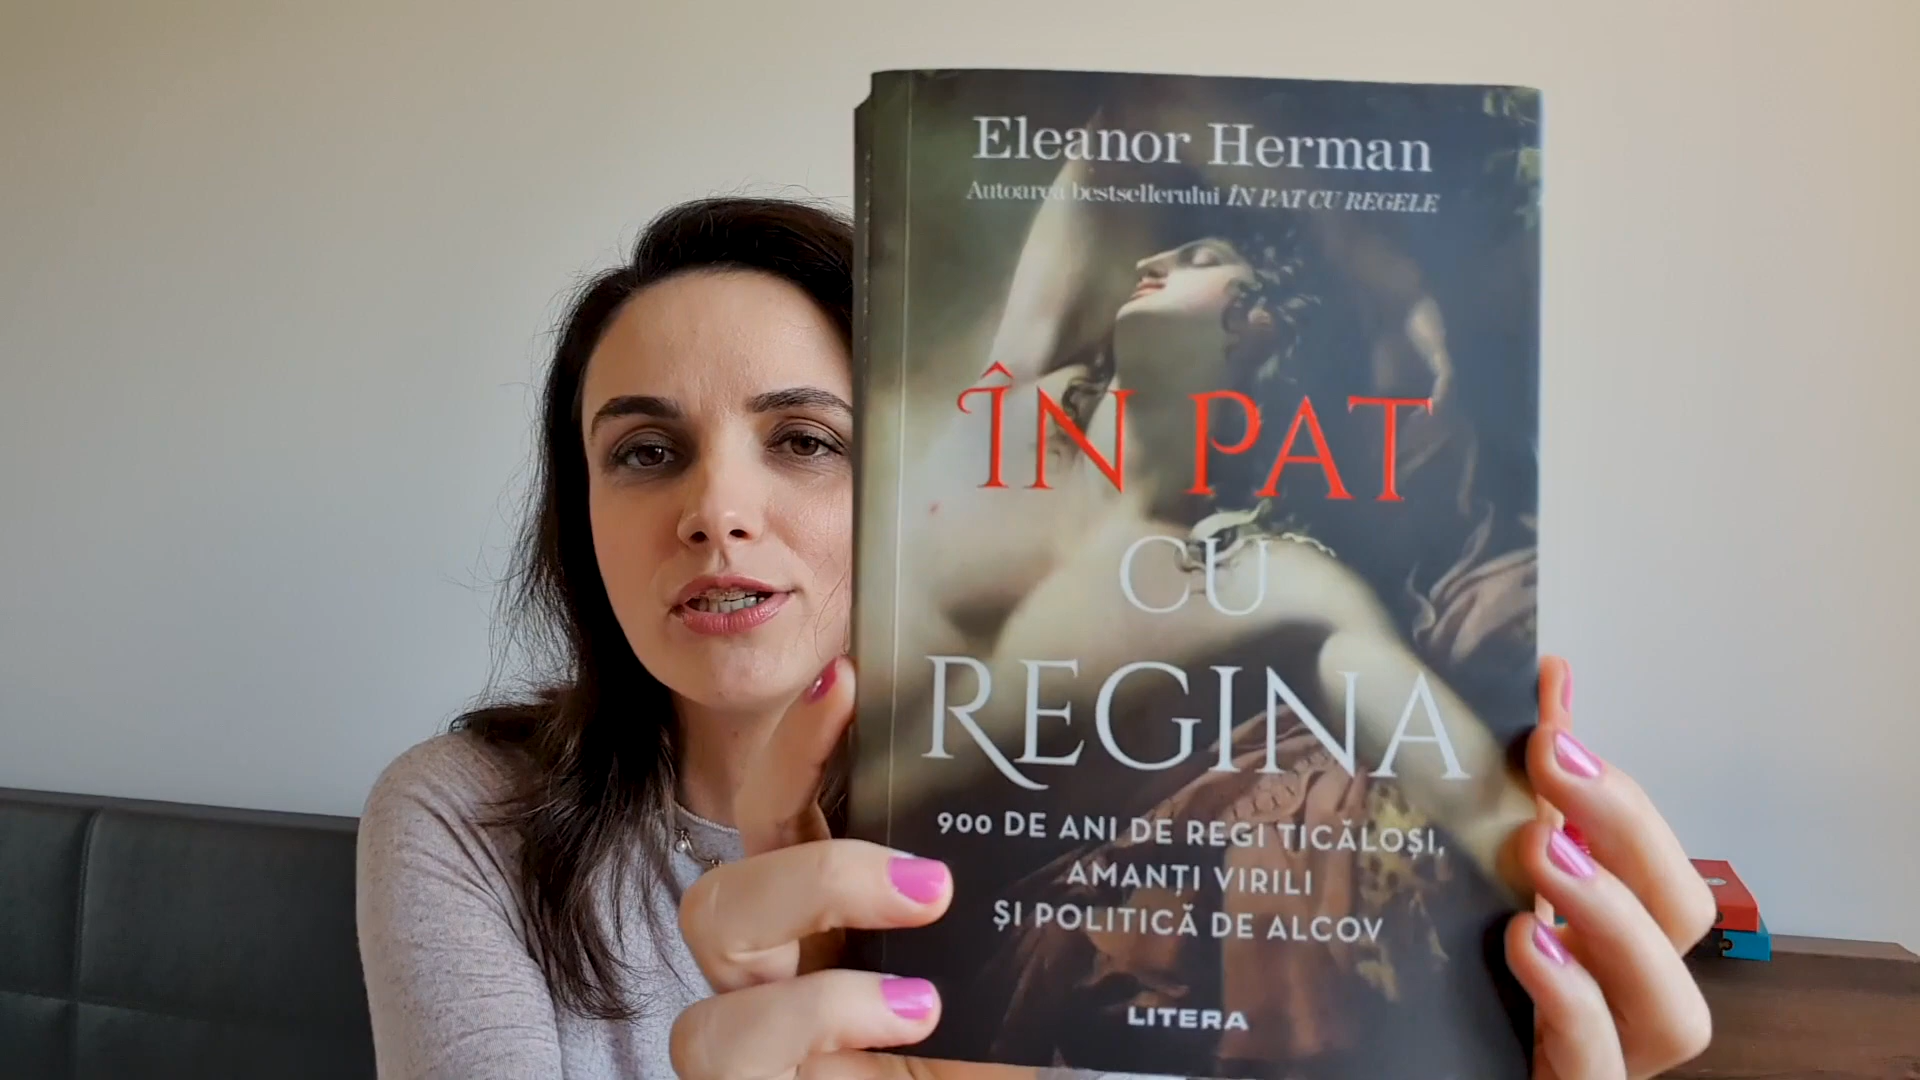 Eleanor Herman
Autoarea bestsellerului ÎN PAT CU REGELE
ÎN PAT
CU
REGINA
900 DE ANI DE REGI TICĂLOȘI,
AMANȚI VIRILI
ȘI POLITICĂ DE ALCOV
LITERA